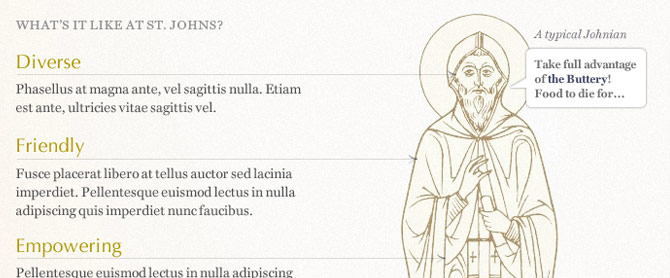 WHAT'S IT LIKE AT ST. JOHNS?
Diverse
Phasellus at magna ante, vel sagittis nulla. Etiam
est ante, ultricies vitae sagittis vel.
Friendly
Fusce placerat libero at tellus auctor sed lacinia
imperdiet. Pellentesque euismod lectus in nulla
adipiscing quis imperdiet nunc faucibus.
Empowering
Pellentesque euismod lectus in nulla adipiscing
A typical Johnian
Take full advantage
of the Buttery!
Food to die for...